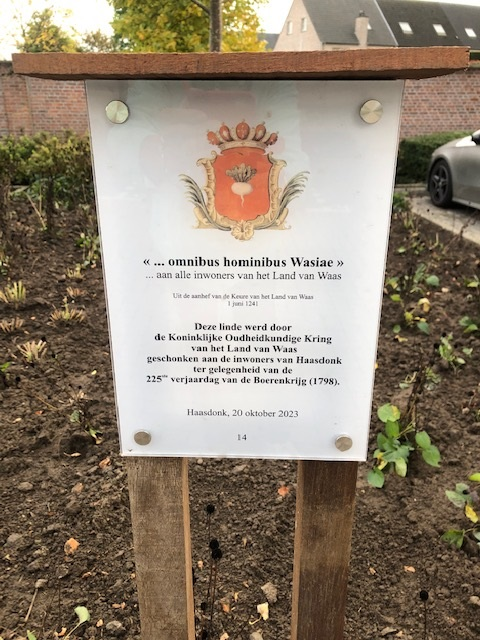 « ... omnibus hominibus Wasiae »
... aan alle inwoners van het Land van Waas
Uit de aanhef van de Keure van het Land van Waas
1 juni 1241
Deze linde werd door
de Koninklijke Oudheidkundige Kring
van het Land van Waas
geschonken aan de inwoners van Haasdonk
ter gelegenheid van de
225ste verjaardag van de Boerenkrijg (1798).
Haasdonk, 20 oktober 2023
14